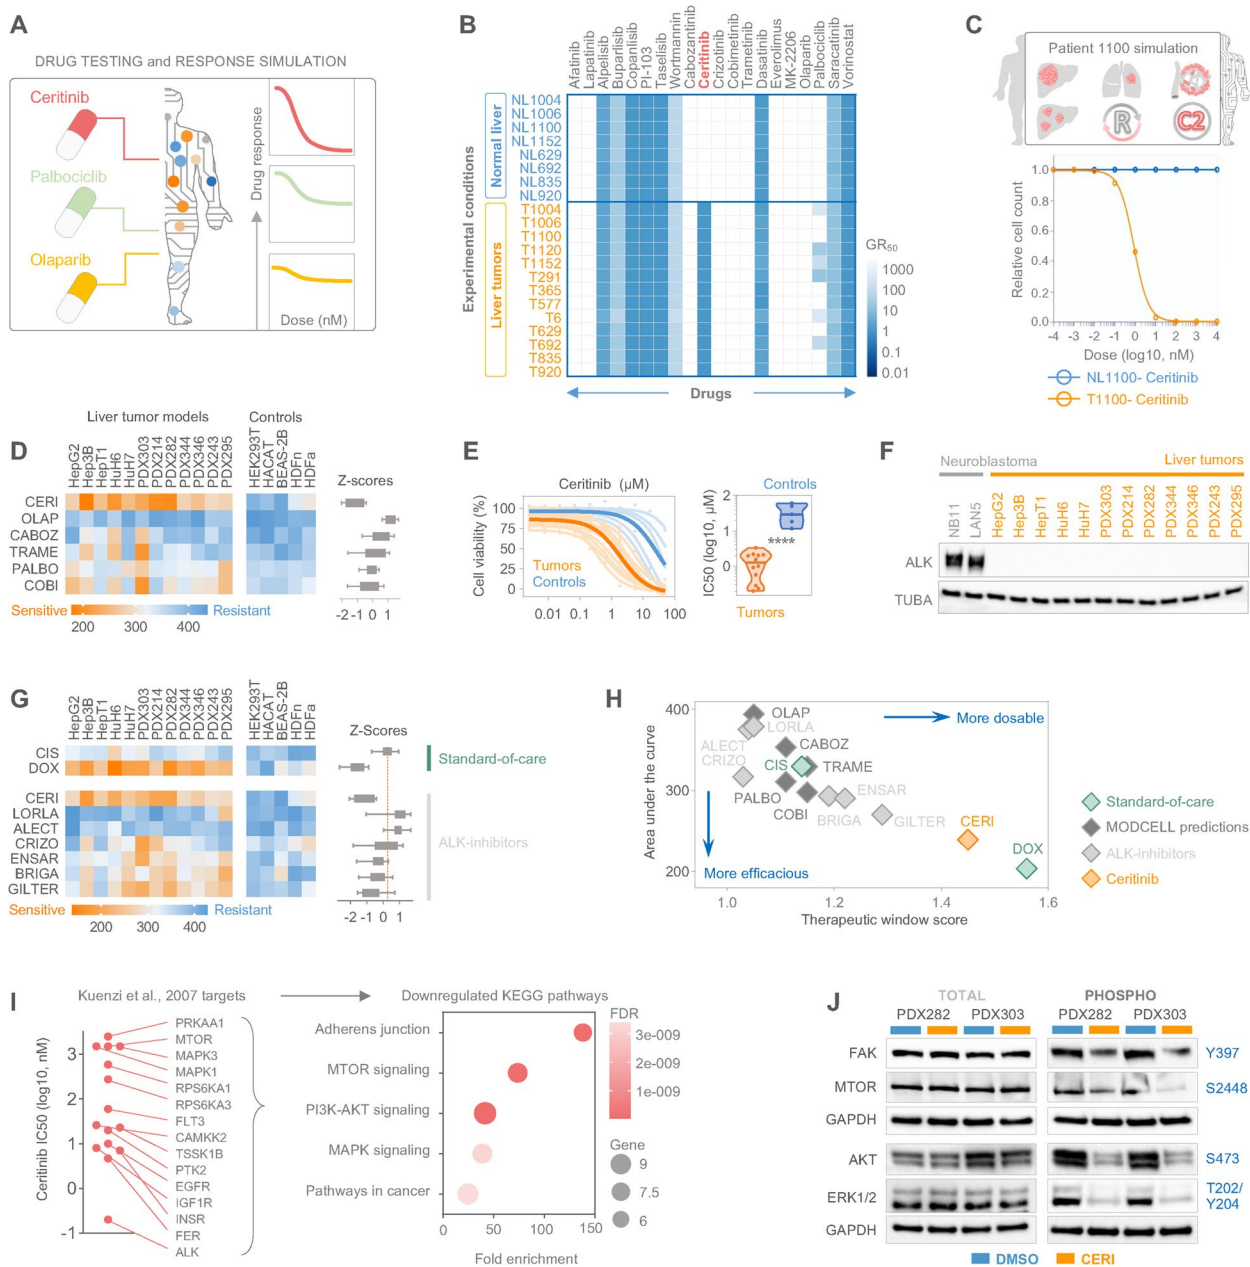 A
DRUG TESTING and RESPONSE SIMULATION
Ceritinib
Palbociclib
Olaparib
Drug response
Dose (nM)
B
Afatinib
Lapatinib
Alpelisib
Buparlisib
Copanlisib
PI-103
Taselisib
Wortmannin
Cabozantinib
Ceritinib
Crizotinib
Cobimetinib
Trametinib
Dasatinib
Everolimus
MK-2206
Olaparib
Palbociclib
Saracatinib
Vorinostat
Experimental conditions
Normal liver
NL1004
NL1006
NL1100
NL1152
NL629
NL692
NL835
NL920
Liver tumors
T1004
T1006
T1100
T1120
T1152
T291
T365
T577
T6
T629
T692
T835
T920
Drugs
GR50
1000
100
10
1
0.1
0.01
C
Patient 1100 simulation
R
C2
Relative cell count
1.0
0.8
0.6
0.4
0.2
0.0
-4 -3 -2 -1 0 1 2 3 4
Dose (log10, nM)
NL1100- Ceritinib
T1100- Ceritinib
D
Liver tumor models
Controls
HepG2
Hep3B
HepT1
HuH6
HuH7
PDX303
PDX214
PDX282
PDX344
PDX346
PDX243
PDX295
HEK293T
HACAT
BEAS-2B
HDFn
HDFa
Z-scores
CERI
OLAP
CABOZ
TRAME
PALBO
COBI
Sensitive
Resistant
200 300 400
-2 -1 0 1
E
Ceritinib (µM)
Cell viability (%)
100
75
50
25
0
Tumors
Controls
0.01 0.1 1 5 50
IC50 (log10, µM)
2
1
0
Controls
****
Tumors
F
Neuroblastoma
Liver tumors
NB11
LAN5
HepG2
Hep3B
HepT1
HuH6
HuH7
PDX303
PDX214
PDX282
PDX344
PDX346
PDX243
PDX295
ALK
TUBA
G
HepG2
Hep3B
HepT1
HuH6
HuH7
PDX303
PDX214
PDX282
PDX344
PDX346
PDX243
PDX295
HEK293T
HACAT
BEAS-2B
HDFn
HDFa
Z-Scores
CIS
DOX
Standard-of-care
CERI
LORLA
ALECT
CRIZO
ENSAR
BRIGA
GILTER
ALK-inhibitors
Sensitive
Resistant
200 300 400
-2 -1 0 1
H
Area under the curve
400
300
200
OLAP
LORLA
ALECT
CRIZO
CABOZ
CIS
TRAME
PALBO
COBI
ENSAR
BRIGA
GILTER
CERI
DOX
More dosable
More efficacious
1.0 1.2 1.4 1.6
Therapeutic window score
Standard-of-care
MODCELL predictions
ALK-inhibitors
Ceritinib
I
Kuenzi et al., 2007 targets
Downregulated KEGG pathways
Ceritinib IC50 (log10, nM)
3
2
1
0
-1
PRKAA1
MTOR
MAPK3
MAPK1
RPS6KA1
RPS6KA3
FLT3
CAMKK2
TSSK1B
PTK2
EGFR
IGF1R
INSR
FER
ALK
Adherens junction
MTOR signaling
PI3K-AKT signaling
MAPK signaling
Pathways in cancer
0 50 100 150
Fold enrichment
FDR
3e-009
2e-009
1e-009
Gene
9
7.5
6
J
TOTAL
PHOSPHO
PDX282 PDX303
PDX282 PDX303
FAK
Y397
MTOR
S2448
GAPDH
AKT
S473
ERK1/2
T202/
Y204
GAPDH
DMSO
CERI